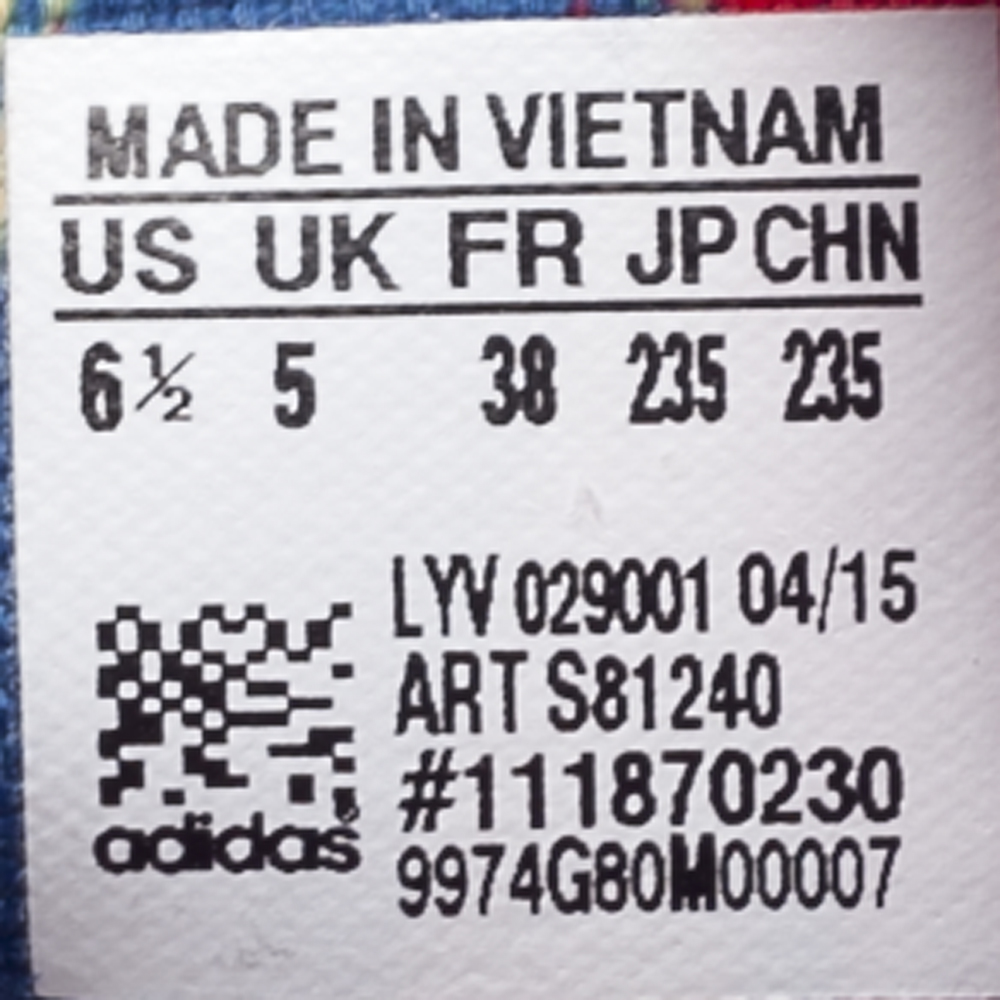 MADE IN VIETNAM
US UK FR JP CHN
6½ 5 38 235 235
LYV 029001 04/15
ART S81240
#111870230
9974G80M00007
adidas